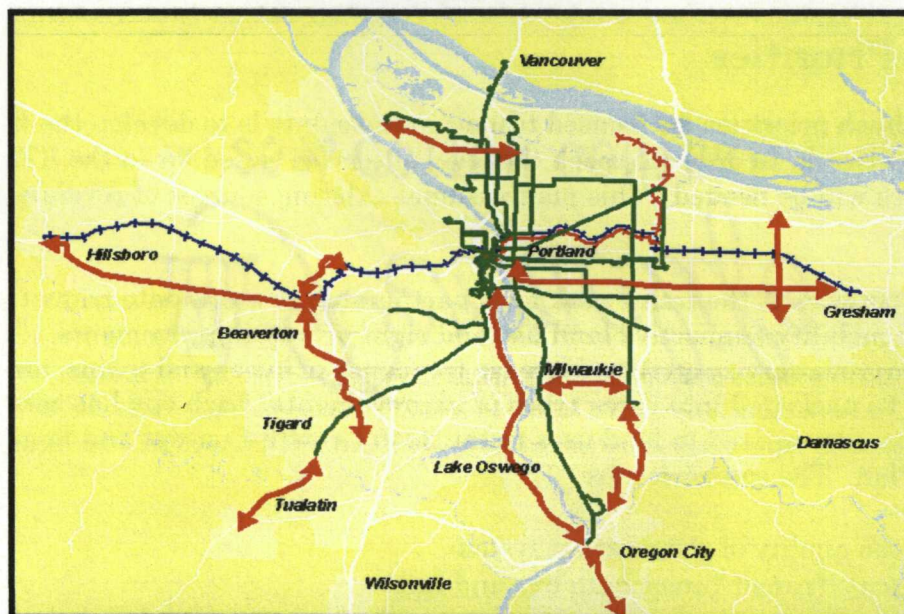 Vancouver
Portland
Hillsboro
Gresham
Beaverton
Milwaukie
Tigard
Damascus
Lake Oswego
Tualatin
Oregon City
Wilsonville